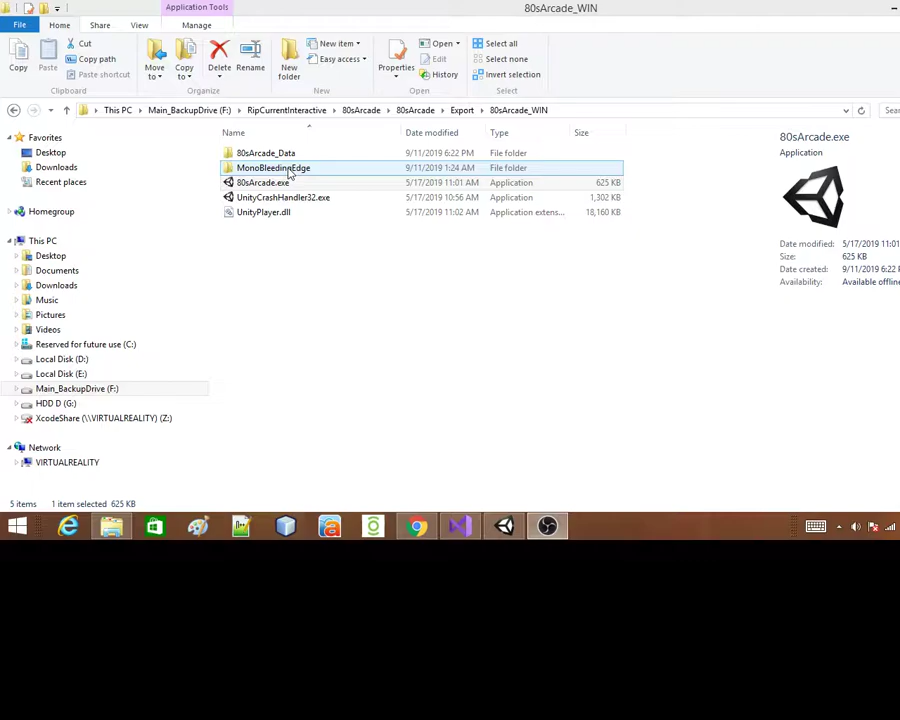 Application Tools
80sArcade_WIN
File Home Share View Manage
Copy
Paste
Cut
Copy path
Paste shortcut
Move to
Copy to
Delete
Rename
New folder
New item
Easy access
Properties
Open
Edit
History
Select all
Select none
Invert selection
Clipboard Organize New Open Select
This PC Main_BackupDrive (F:) RipCurrentInteractive 80sArcade 80sArcade Export 80sArcade_WIN Sear
Favorites
Desktop
Downloads
Recent places
Homegroup
This PC
Desktop
Documents
Downloads
Music
Pictures
Videos
Reserved for future use (C:)
Local Disk (D:)
Local Disk (E:)
Main_BackupDrive (F:)
HDD D (G:)
XcodeShare (\\VIRTUALREALITY) (Z:)
Network
VIRTUALREALITY
Name Date modified Type Size
80sArcade_Data 9/11/2019 6:22 PM File folder
MonoBleedingEdge 9/11/2019 1:24 AM File folder
80sArcade.exe 5/17/2019 11:01 AM Application 625 KB
UnityCrashHandler32.exe 5/17/2019 10:56 AM Application 1,302 KB
UnityPlayer.dll 5/17/2019 11:02 AM Application extens... 18,160 KB
80sArcade.exe
Application
Date modified: 5/17/2019 11:01
Size: 625 KB
Date created: 9/11/2019 6:22 P
Availability: Available offline
5 items 1 item selected 625 KB